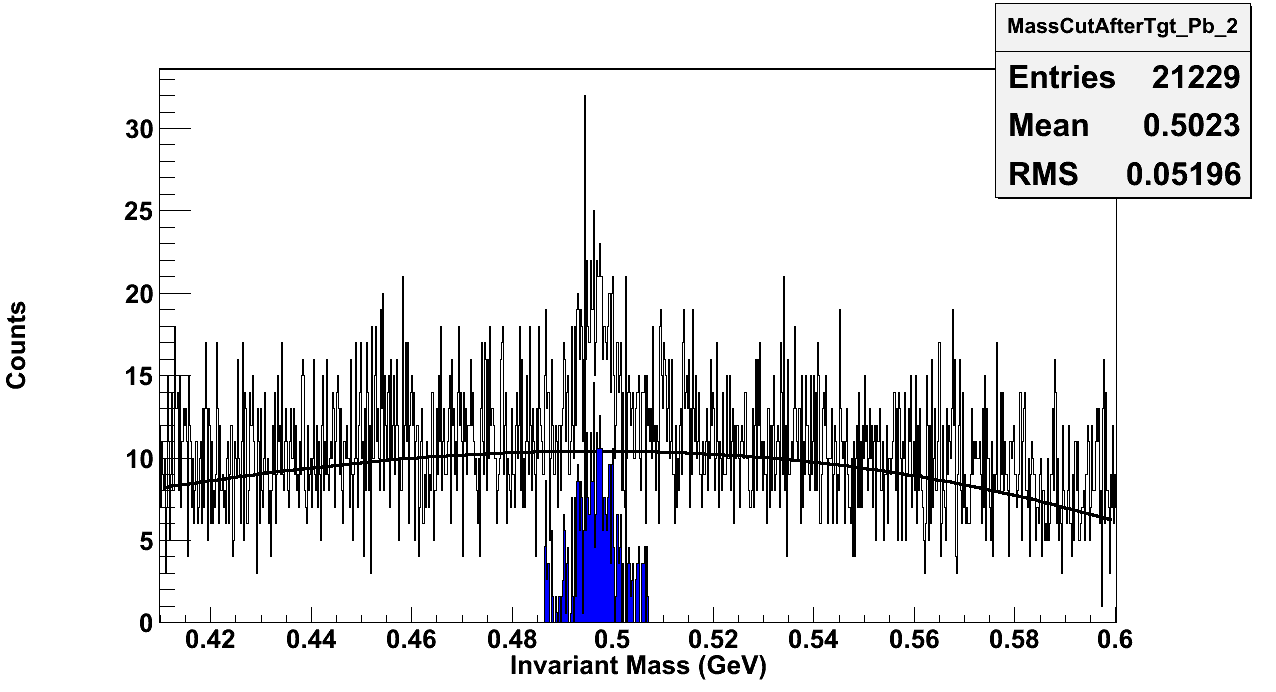 MassCutAfterTgt_Pb_2
Entries 21229
Mean 0.5023
RMS 0.05196
Counts
30
25
20
15
10
5
0
0.42 0.44 0.46 0.48 0.5 0.52 0.54 0.56 0.58 0.6
Invariant Mass (GeV)